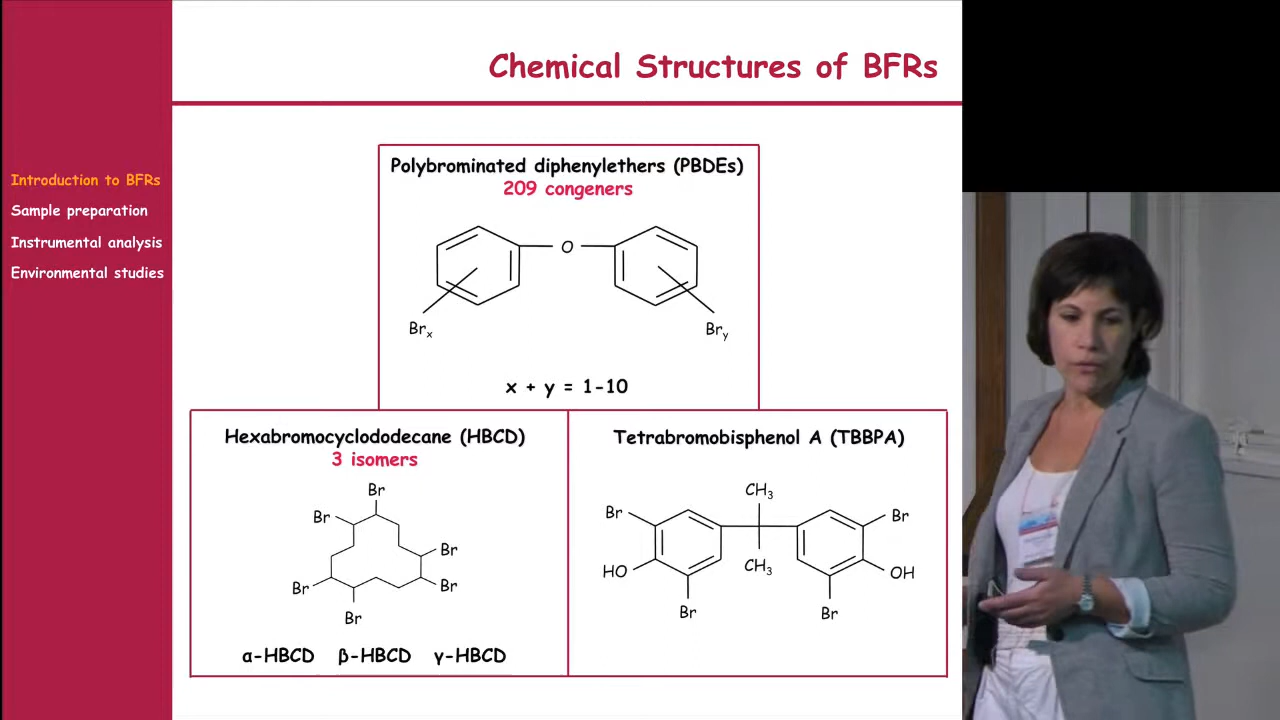 Chemical Structures of BFRs
Introduction to BFRs
Sample preparation
Instrumental analysis
Environmental studies
Polybrominated diphenylethers (PBDEs)
209 congeners
O
Brx
Bry
x + y = 1-10
Hexabromocyclododecane (HBCD)
3 isomers
Br
Br
Br
Br
Br
Br
α-HBCD β-HBCD γ-HBCD
Tetrabromobisphenol A (TBBPA)
CH3
Br
Br
CH3
HO
OH
Br
Br